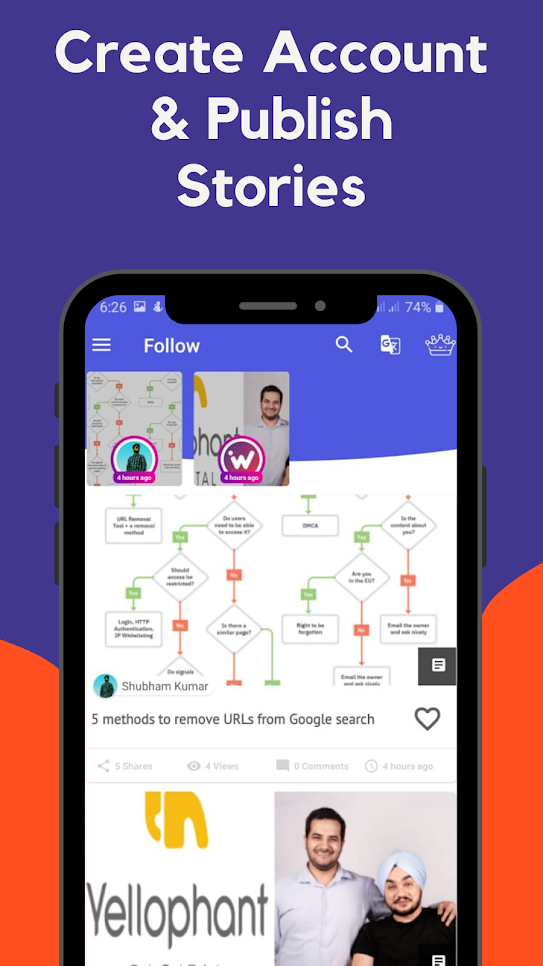 Create Account
& Publish
Stories
6:26
74%
Follow
4 hours ago
4 hours ago
URL Removal
Tool + a removal
method
Do users
need to be able
to access it?
DMCA
Is the
content about
you?
Yes
Yes
Should
access be
restricted?
No
Are you
in the EU?
No
Yes
Yes
Login, HTTP
Authentication,
IP Whitelisting
No
Is there a
similar page?
Right to be
forgotten
No
Email the owner
and ask nicely
Do signals
No
Yes
Email the owner
and ask nicely
Shubham Kumar
5 methods to remove URLs from Google search
5 Shares
4 Views
0 Comments
4 hours ago
Yellophant